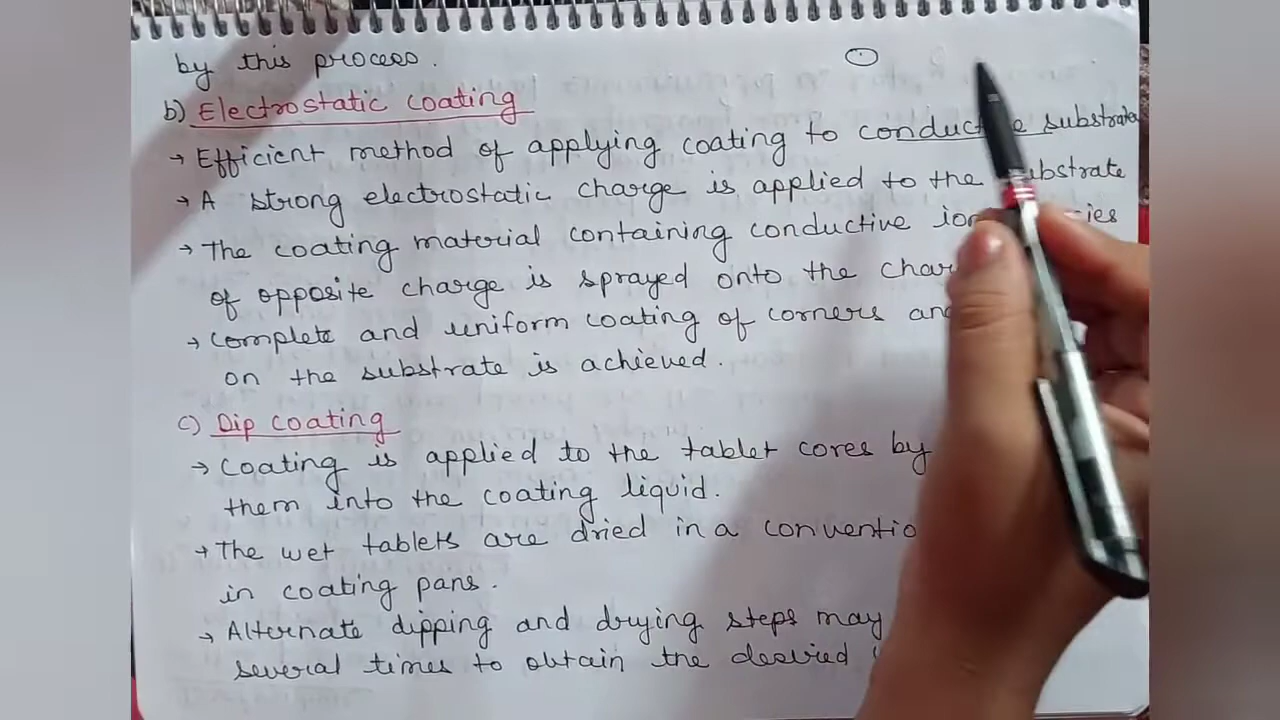 by this process.
b) Electrostatic coating
→ Efficient method of applying coating to substrate
→ A strong electrostatic charge is applied to the substrate
→ The coating material containing conductive
of opposite charge is sprayed onto the
→ complete and uniform coating of corners
on the substrate is achieved.
c) Dip coating
→ coating is applied to the tablet cores by
them into the coating liquid.
→ The wet tablets are dried in a
in coating pans.
→ Alternate dipping and drying steps may
several times to obtain the desired